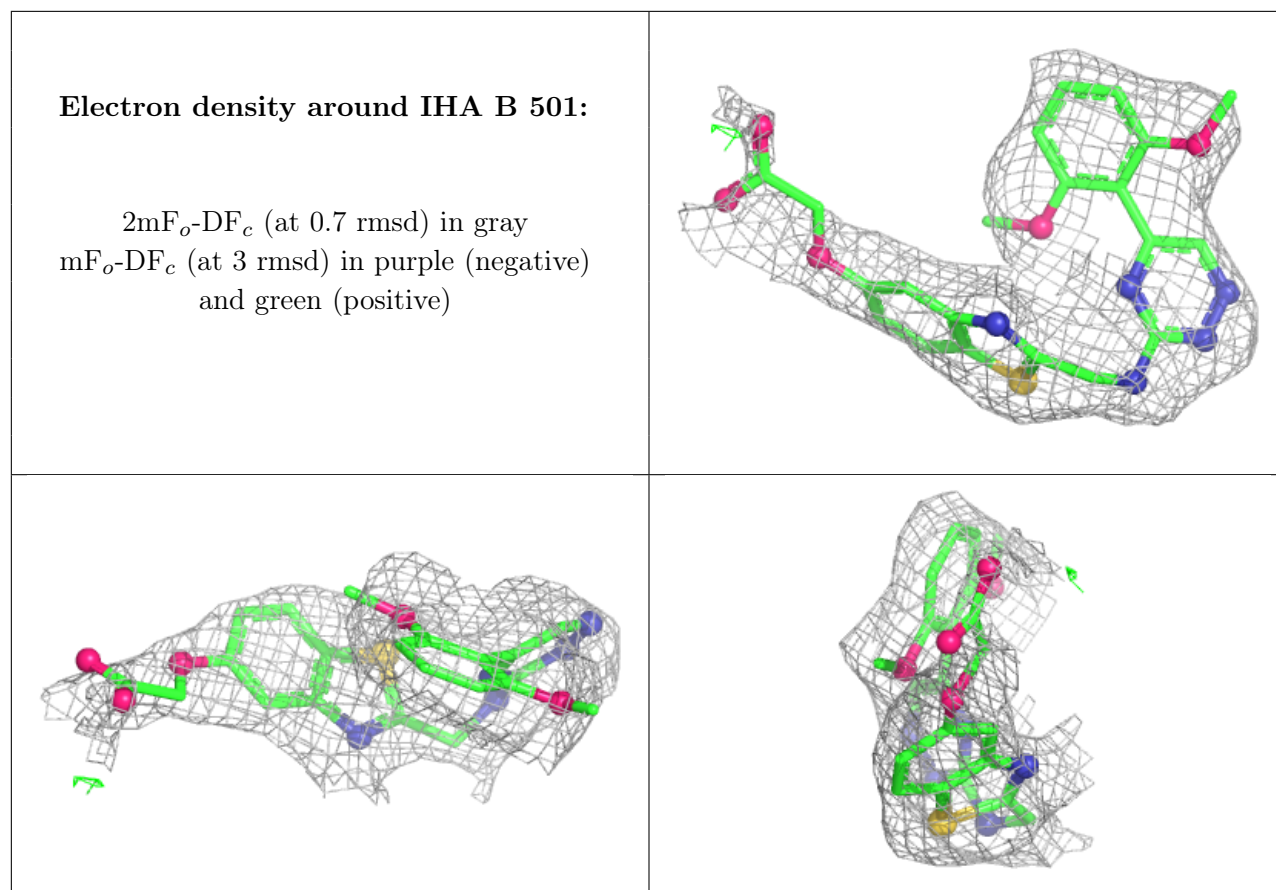 Electron density around IHA B 501:
2mFₒ-DF𝑐 (at 0.7 rmsd) in gray
mFₒ-DF𝑐 (at 3 rmsd) in purple (negative)
and green (positive)